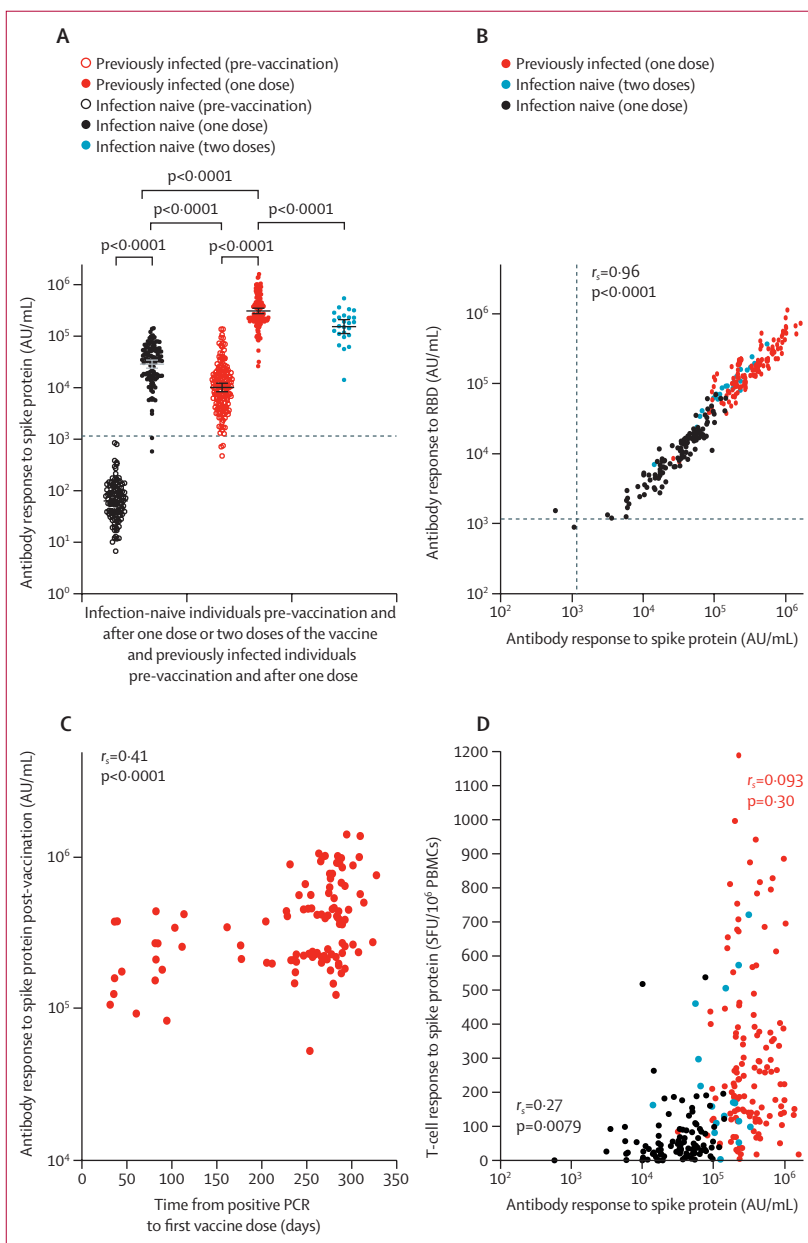 A
Previously infected (pre-vaccination)
Previously infected (one dose)
Infection naive (pre-vaccination)
Infection naive (one dose)
Infection naive (two doses)
p<0·0001
p<0·0001
p<0·0001
p<0·0001
p<0·0001
Antibody response to spike protein (AU/mL)
10⁶
10⁵
10⁴
10³
10²
10¹
10⁰
Infection-naive individuals pre-vaccination and
after one dose or two doses of the vaccine
and previously infected individuals
pre-vaccination and after one dose
B
Previously infected (one dose)
Infection naive (two doses)
Infection naive (one dose)
rₛ=0·96
p<0·0001
Antibody response to RBD (AU/mL)
10⁶
10⁵
10⁴
10³
10²
10² 10³ 10⁴ 10⁵ 10⁶
Antibody response to spike protein (AU/mL)
C
rₛ=0·41
p<0·0001
Antibody response to spike protein post-vaccination (AU/mL)
10⁶
10⁵
10⁴
0 50 100 150 200 250 300 350
Time from positive PCR
to first vaccine dose (days)
D
rₛ=0·093
p=0·30
rₛ=0·27
p=0·0079
T-cell response to spike protein (SFU/10⁶ PBMCs)
1200
1100
1000
900
800
700
600
500
400
300
200
100
0
10² 10³ 10⁴ 10⁵ 10⁶
Antibody response to spike protein (AU/mL)